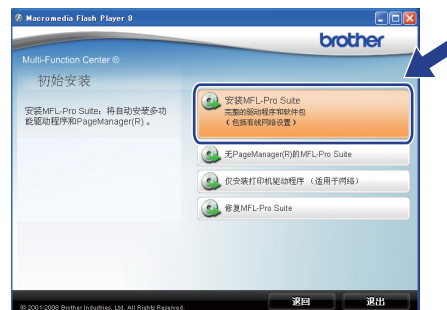 Macromedia Flash Player 8
brother
Multi-Function Center ®
初始安装
安装MFL-Pro Suite：将自动安装多功
能驱动程序和PageManager(R)。
安装MFL-Pro Suite
完整的驱动程序和软件包
（包括有线网络设置）
无PageManager(R)的MFL-Pro Suite
仅安装打印机驱动程序 （适用于网络）
修复MFL-Pro Suite
© 2001-2008 Brother Industries, Ltd. All Rights Reserved.
返回
退出